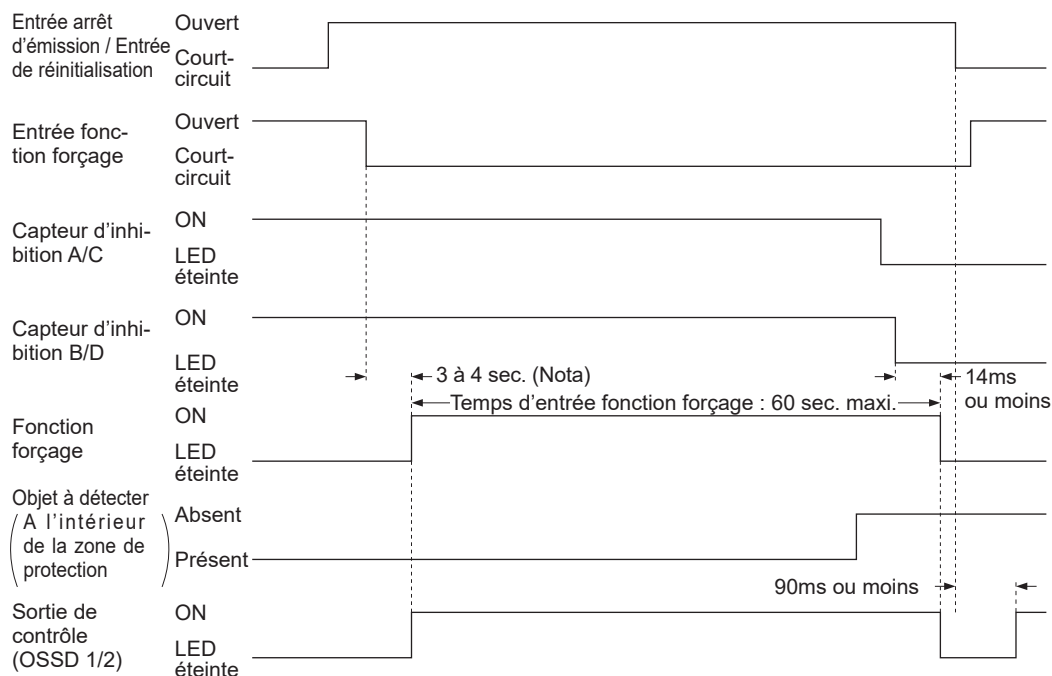 Entrée arrêt
d'émission / Entrée
de réinitialisation
Ouvert
Court-
circuit
Entrée fonc-
tion forçage
Ouvert
Court-
circuit
Capteur d'inhi-
bition A/C
ON
LED
éteinte
Capteur d'inhi-
bition B/D
ON
LED
éteinte
3 à 4 sec. (Nota)
14ms
ou moins
Temps d'entrée fonction forçage : 60 sec. maxi.
Fonction
forçage
ON
LED
éteinte
Objet à détecter
A l'intérieur
de la zone de
protection
Absent
Présent
90ms ou moins
Sortie de
contrôle
(OSSD 1/2)
ON
LED
éteinte